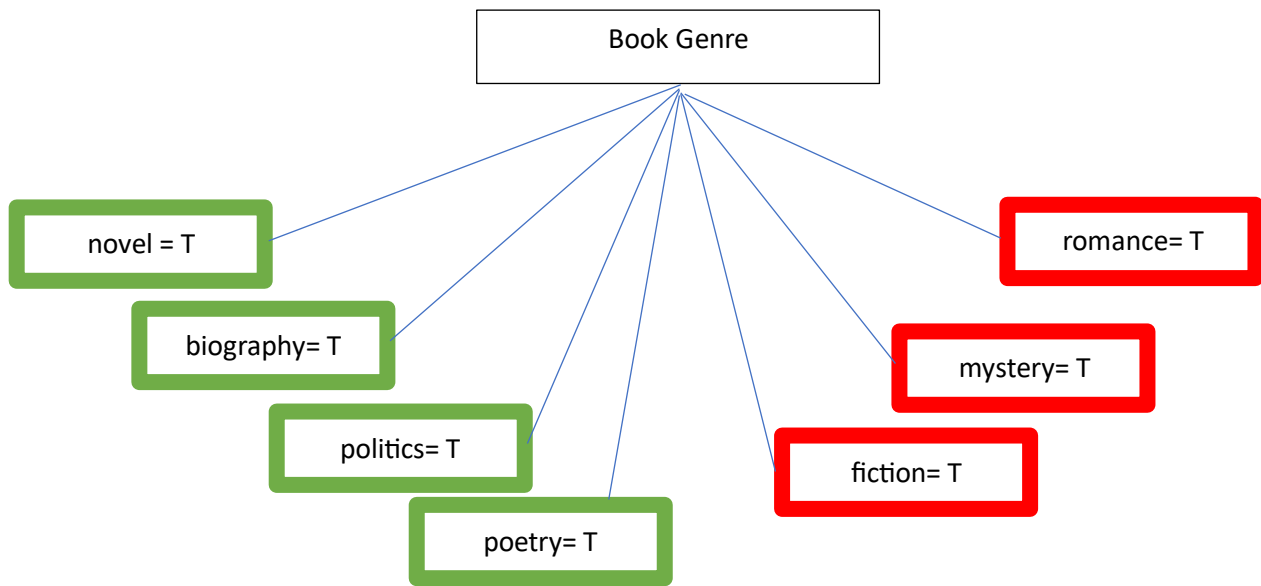 Book Genre
novel = T
romance= T
biography= T
mystery= T
politics= T
fiction= T
poetry= T